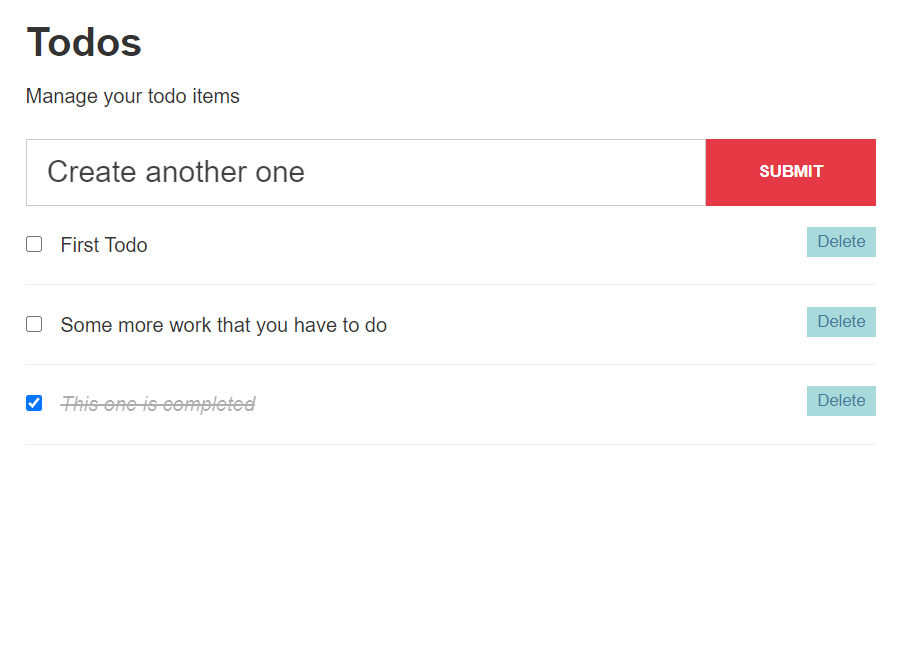 Todos
Manage your todo items
Create another one SUBMIT
First Todo Delete
Some more work that you have to do Delete
This one is completed Delete